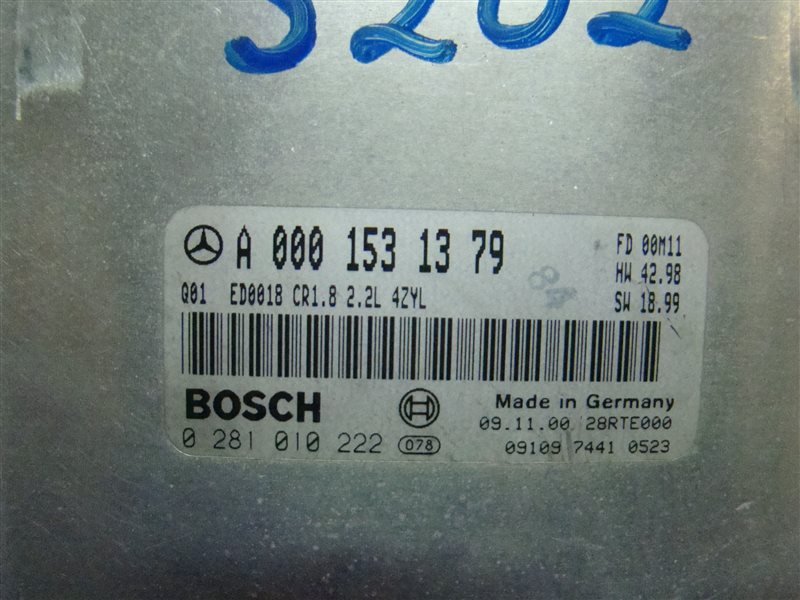 S202
A 000 153 13 79
FD 00M11
HW 42.98
Q01 ED0018 CR1.8 2.2L 4ZYL
SW 18.99
84
BOSCH
Made in Germany
09.11.00 28RTE000
0 281 010 222 078
09109 7441 0523